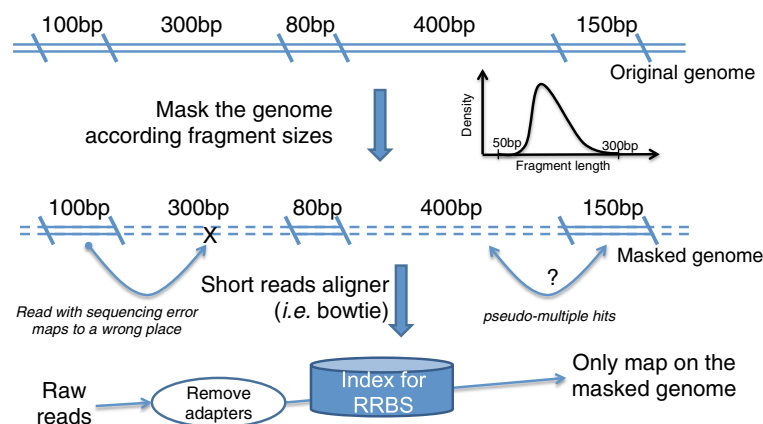 100bp 300bp 80bp 400bp 150bp
Original genome
Mask the genome
according fragment sizes
Density
50bp 300bp
Fragment length
100bp 300bp 80bp 400bp 150bp
X
Masked genome
Read with sequencing error
maps to a wrong place
Short reads aligner
(i.e. bowtie)
?
pseudo-multiple hits
Raw
reads
Remove
adapters
Index for
RRBS
Only map on the
masked genome